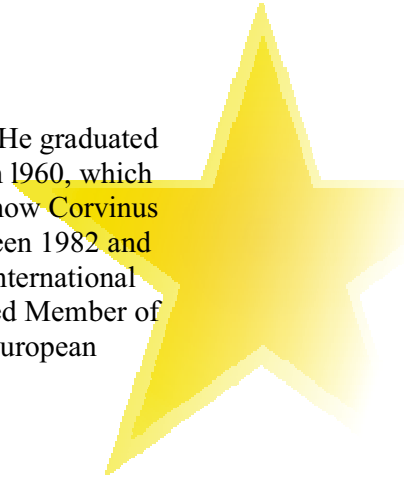 He graduated
n l960, which
now Corvinus
een 1982 and
nternational
ed Member of
uropean